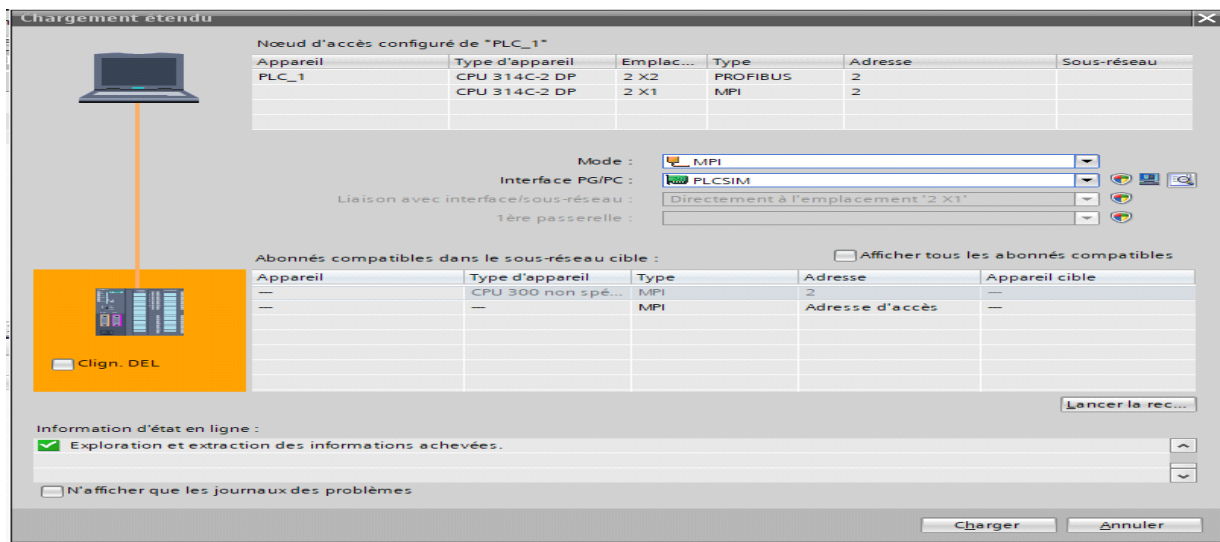 Chargement étendu
Nœud d'accès configuré de "PLC_1"
Appareil Type d'appareil Emplac... Type Adresse Sous-réseau
PLC_1 CPU 314C-2 DP 2 X2 PROFIBUS 2
CPU 314C-2 DP 2 X1 MPI 2
Mode : MPI
Interface PG/PC : PLCSIM
Liaison avec interface/sous-réseau : Directement à l'emplacement '2 X1'
1ère passerelle :
Abonnés compatibles dans le sous-réseau cible : Afficher tous les abonnés compatibles
Appareil Type d'appareil Type Adresse Appareil cible
— CPU 300 non spé... MPI 2 —
— — MPI Adresse d'accès —
Clign. DEL
Lancer la rec...
Information d'état en ligne :
Exploration et extraction des informations achevées.
N'afficher que les journaux des problèmes
Charger Annuler